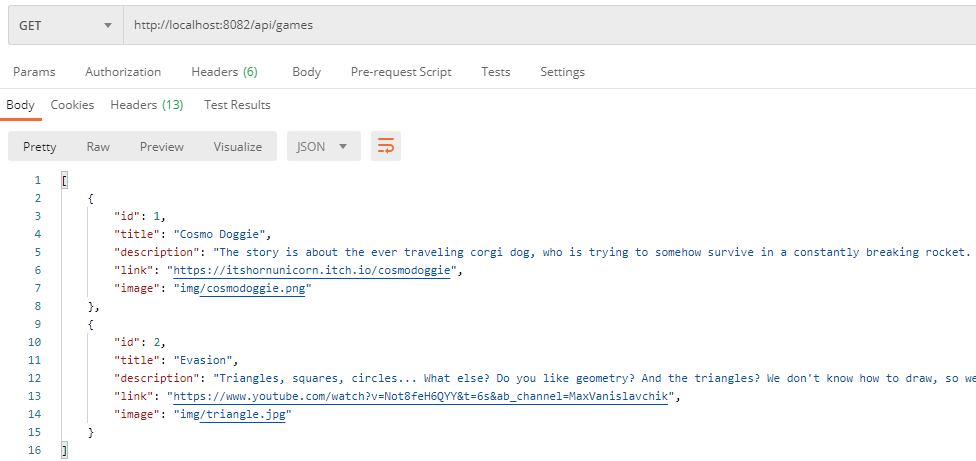 GET http://localhost:8082/api/games
Params Authorization Headers (6) Body Pre-request Script Tests Settings
Body Cookies Headers (13) Test Results
Pretty Raw Preview Visualize JSON
1 [
2 {
3 "id": 1,
4 "title": "Cosmo Doggie",
5 "description": "The story is about the ever traveling corgi dog, who is trying to somehow survive in a constantly breaking rocket.
6 "link": "https://itshornunicorn.itch.io/cosmodoggie",
7 "image": "img/cosmodoggie.png"
8 },
9 {
10 "id": 2,
11 "title": "Evasion",
12 "description": "Triangles, squares, circles... What else? Do you like geometry? And the triangles? We don't know how to draw, so we
13 "link": "https://www.youtube.com/watch?v=Not8feH6QYY&t=6s&ab_channel=MaxVanislavchik",
14 "image": "img/triangle.jpg"
15 }
16 ]